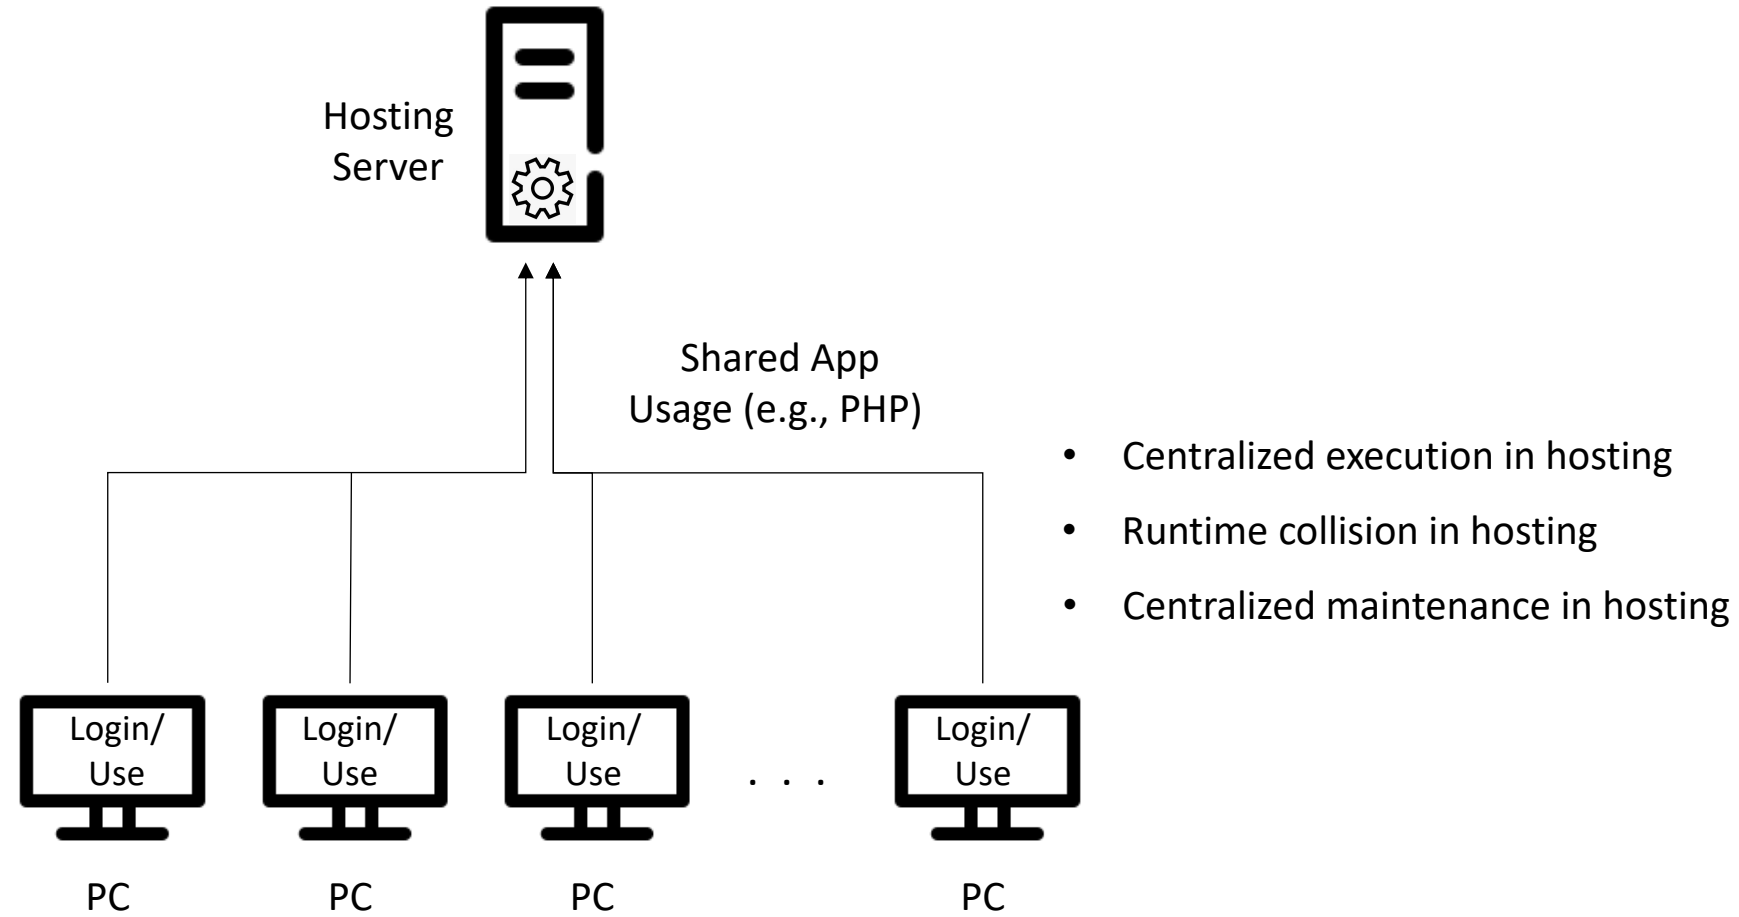 Hosting
Server
Shared App
Usage (e.g., PHP)
• Centralized execution in hosting
• Runtime collision in hosting
• Centralized maintenance in hosting
Login/
Use
Login/
Use
Login/
Use
. . .
Login/
Use
PC
PC
PC
PC